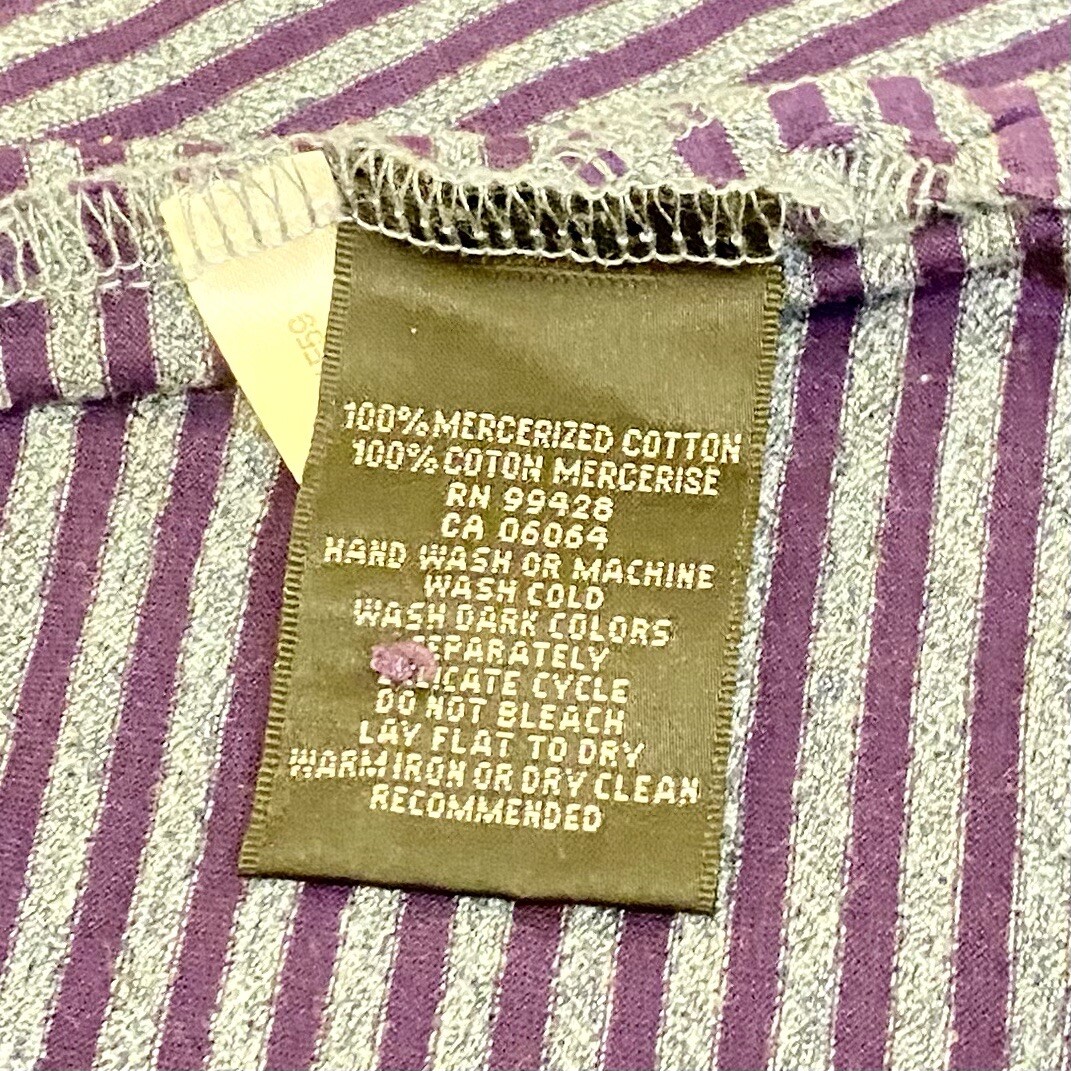 100% MERCERIZED COTTON
100% COTON MERCERISE
RN 99428
CA 06064
HAND WASH OR MACHINE
WASH COLD
WASH DARK COLORS
SEPARATELY
DELICATE CYCLE
DO NOT BLEACH
LAY FLAT TO DRY
WARM IRON OR DRY CLEAN
RECOMMENDED